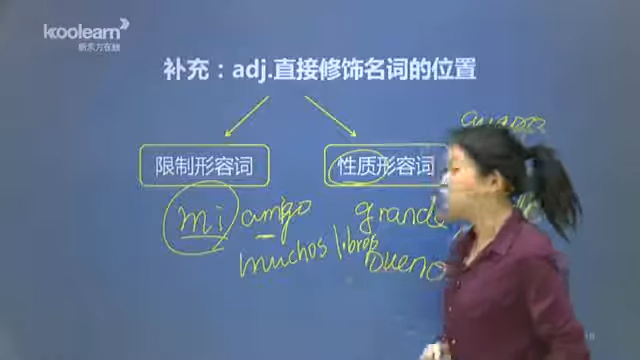 koolearn
新东方在线
补充：adj.直接修饰名词的位置
限制形容词
性质形容词
mi amigo
grande
muchos libros
bueno